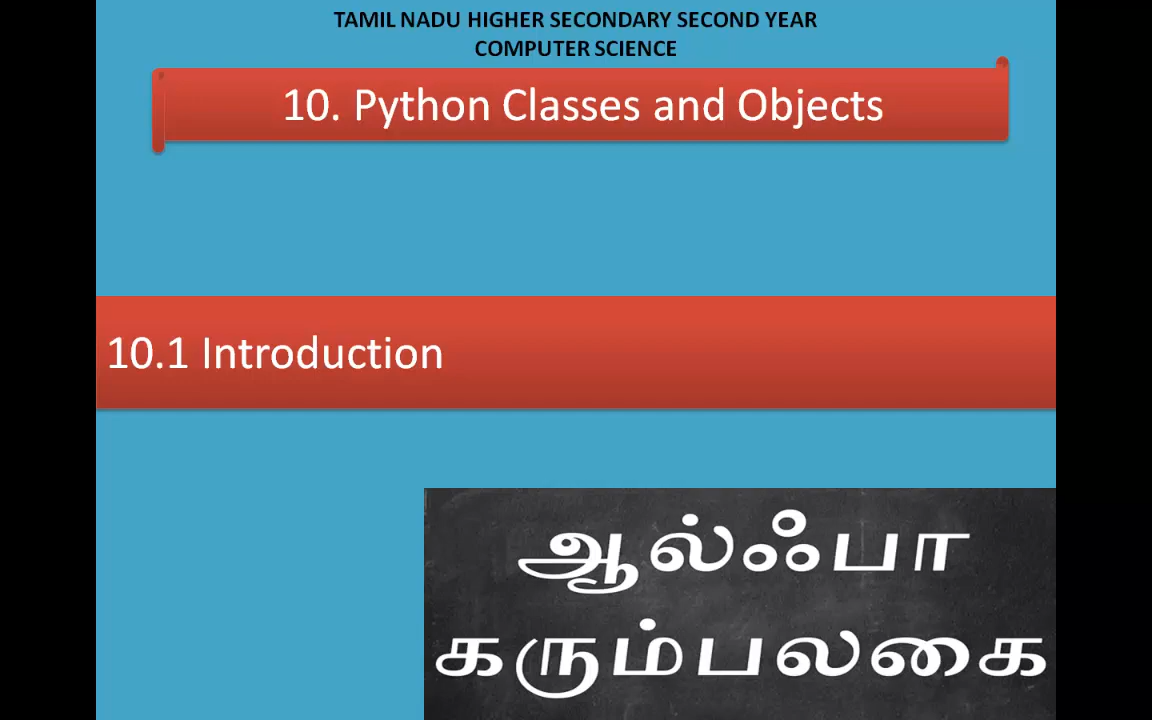 TAMIL NADU HIGHER SECONDARY SECOND YEAR
COMPUTER SCIENCE
10. Python Classes and Objects
10.1 Introduction
ஆல்ஃபா
கரும்பலகை